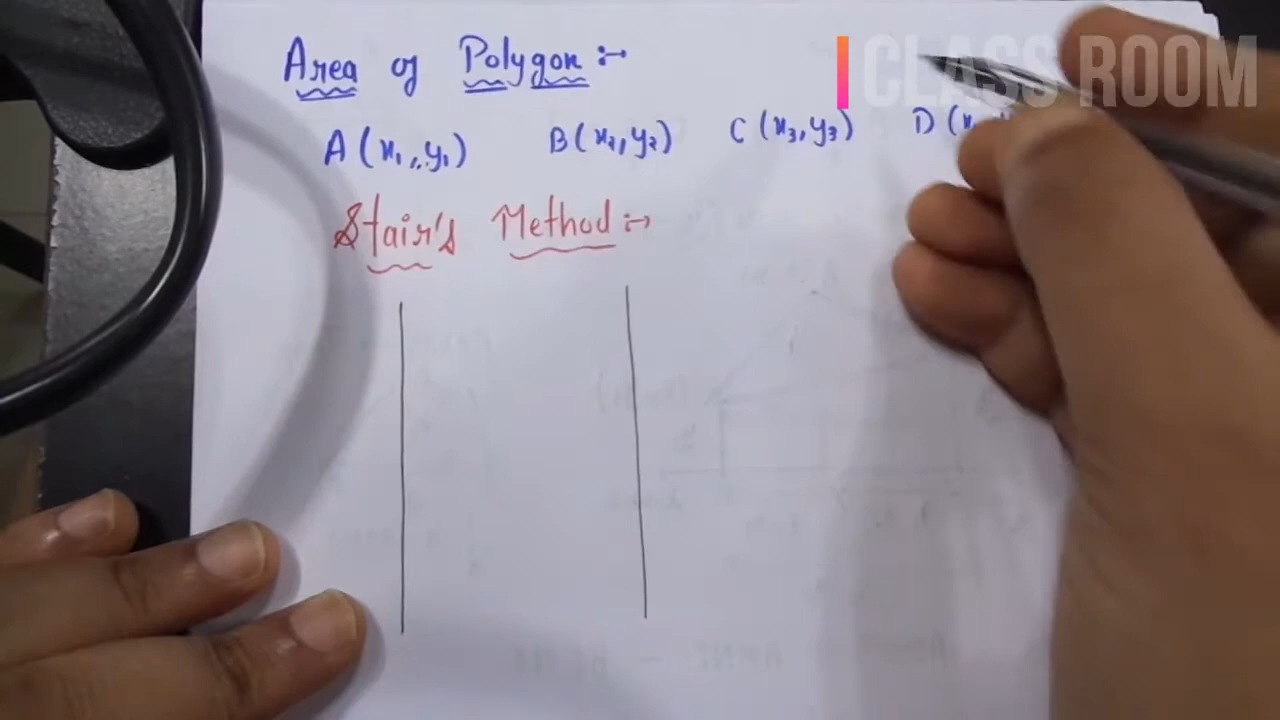 CLASS ROOM
Area of Polygon :→
A (x₁, y₁) B (x₂, y₂) C (x₃, y₃) D (x
Stair's Method :→